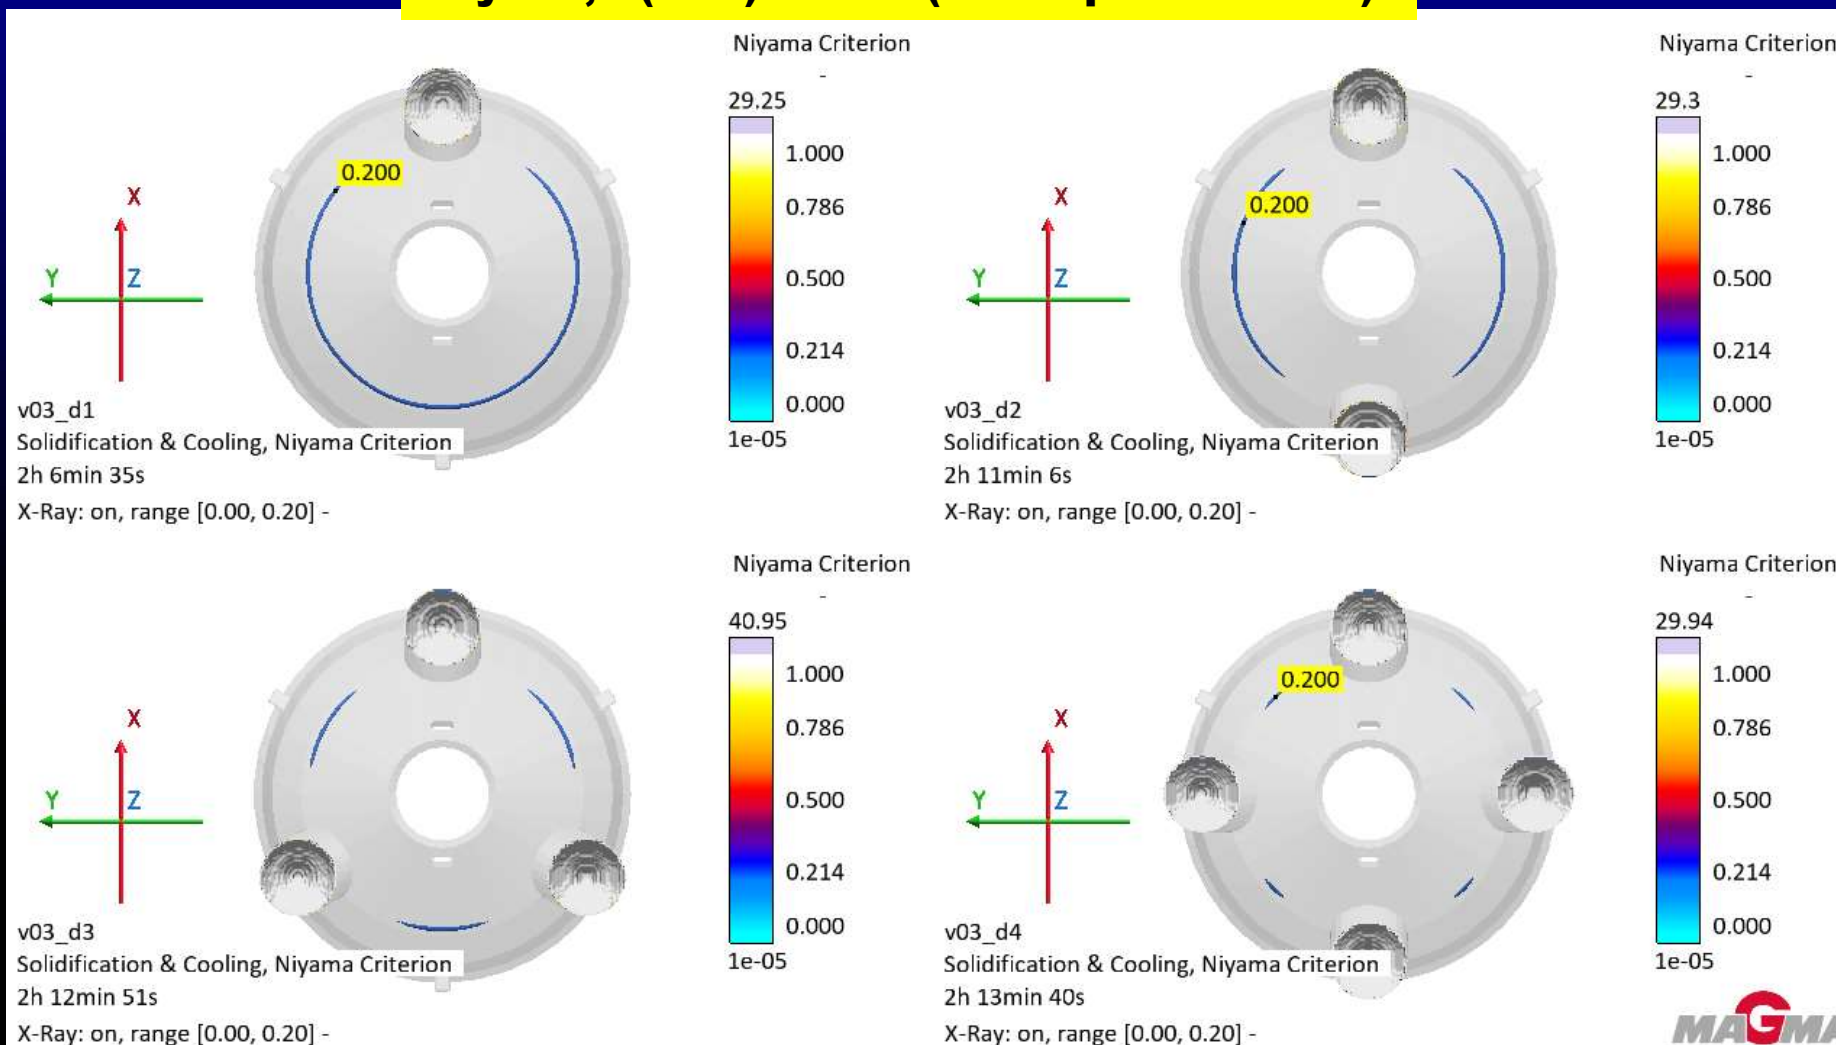 Niyama Criterion
-
29.25
1.000
0.786
0.500
0.214
0.000
1e-05
0.200
X
Y
Z
v03_d1
Solidification & Cooling, Niyama Criterion
2h 6min 35s
X-Ray: on, range [0.00, 0.20] -
Niyama Criterion
-
29.3
1.000
0.786
0.500
0.214
0.000
1e-05
0.200
X
Y
Z
v03_d2
Solidification & Cooling, Niyama Criterion
2h 11min 6s
X-Ray: on, range [0.00, 0.20] -
Niyama Criterion
-
40.95
1.000
0.786
0.500
0.214
0.000
1e-05
X
Y
Z
v03_d3
Solidification & Cooling, Niyama Criterion
2h 12min 51s
X-Ray: on, range [0.00, 0.20] -
Niyama Criterion
-
29.94
1.000
0.786
0.500
0.214
0.000
1e-05
0.200
X
Y
Z
v03_d4
Solidification & Cooling, Niyama Criterion
2h 13min 40s
X-Ray: on, range [0.00, 0.20] -
MAGMA